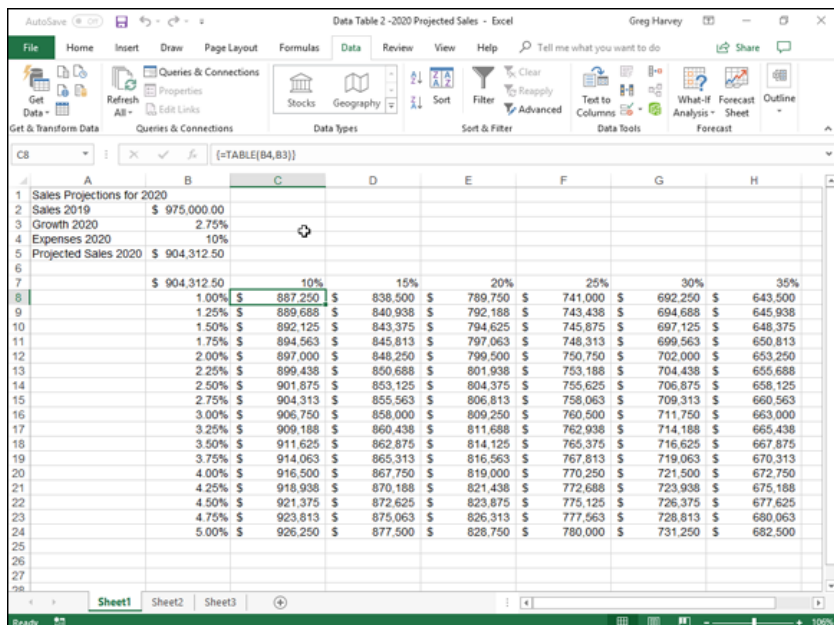 AutoSave Off Data Table 2 -2020 Projected Sales - Excel Greg Harvey
File Home Insert Draw Page Layout Formulas Data Review View Help Tell me what you want to do Share
Get Data Refresh All Queries & Connections Properties Edit Links Stocks Geography Sort Filter Clear Reapply Advanced Text to Columns What-If Analysis Forecast Sheet Outline
Get & Transform Data Queries & Connections Data Types Sort & Filter Data Tools Forecast
C8 fx {=TABLE(B4,B3)}
A B C D E F G H
1 Sales Projections for 2020
2 Sales 2019 $ 975,000.00
3 Growth 2020 2.75%
4 Expenses 2020 10%
5 Projected Sales 2020 $ 904,312.50
6
7 $ 904,312.50 10% 15% 20% 25% 30% 35%
8 1.00% $ 887,250 $ 838,500 $ 789,750 $ 741,000 $ 692,250 $ 643,500
9 1.25% $ 889,688 $ 840,938 $ 792,188 $ 743,438 $ 694,688 $ 645,938
10 1.50% $ 892,125 $ 843,375 $ 794,625 $ 745,875 $ 697,125 $ 648,375
11 1.75% $ 894,563 $ 845,813 $ 797,063 $ 748,313 $ 699,563 $ 650,813
12 2.00% $ 897,000 $ 848,250 $ 799,500 $ 750,750 $ 702,000 $ 653,250
13 2.25% $ 899,438 $ 850,688 $ 801,938 $ 753,188 $ 704,438 $ 655,688
14 2.50% $ 901,875 $ 853,125 $ 804,375 $ 755,625 $ 706,875 $ 658,125
15 2.75% $ 904,313 $ 855,563 $ 806,813 $ 758,063 $ 709,313 $ 660,563
16 3.00% $ 906,750 $ 858,000 $ 809,250 $ 760,500 $ 711,750 $ 663,000
17 3.25% $ 909,188 $ 860,438 $ 811,688 $ 762,938 $ 714,188 $ 665,438
18 3.50% $ 911,625 $ 862,875 $ 814,125 $ 765,375 $ 716,625 $ 667,875
19 3.75% $ 914,063 $ 865,313 $ 816,563 $ 767,813 $ 719,063 $ 670,313
20 4.00% $ 916,500 $ 867,750 $ 819,000 $ 770,250 $ 721,500 $ 672,750
21 4.25% $ 918,938 $ 870,188 $ 821,438 $ 772,688 $ 723,938 $ 675,188
22 4.50% $ 921,375 $ 872,625 $ 823,875 $ 775,125 $ 726,375 $ 677,625
23 4.75% $ 923,813 $ 875,063 $ 826,313 $ 777,563 $ 728,813 $ 680,063
24 5.00% $ 926,250 $ 877,500 $ 828,750 $ 780,000 $ 731,250 $ 682,500
25
26
27
28
Sheet1 Sheet2 Sheet3
Ready 106%